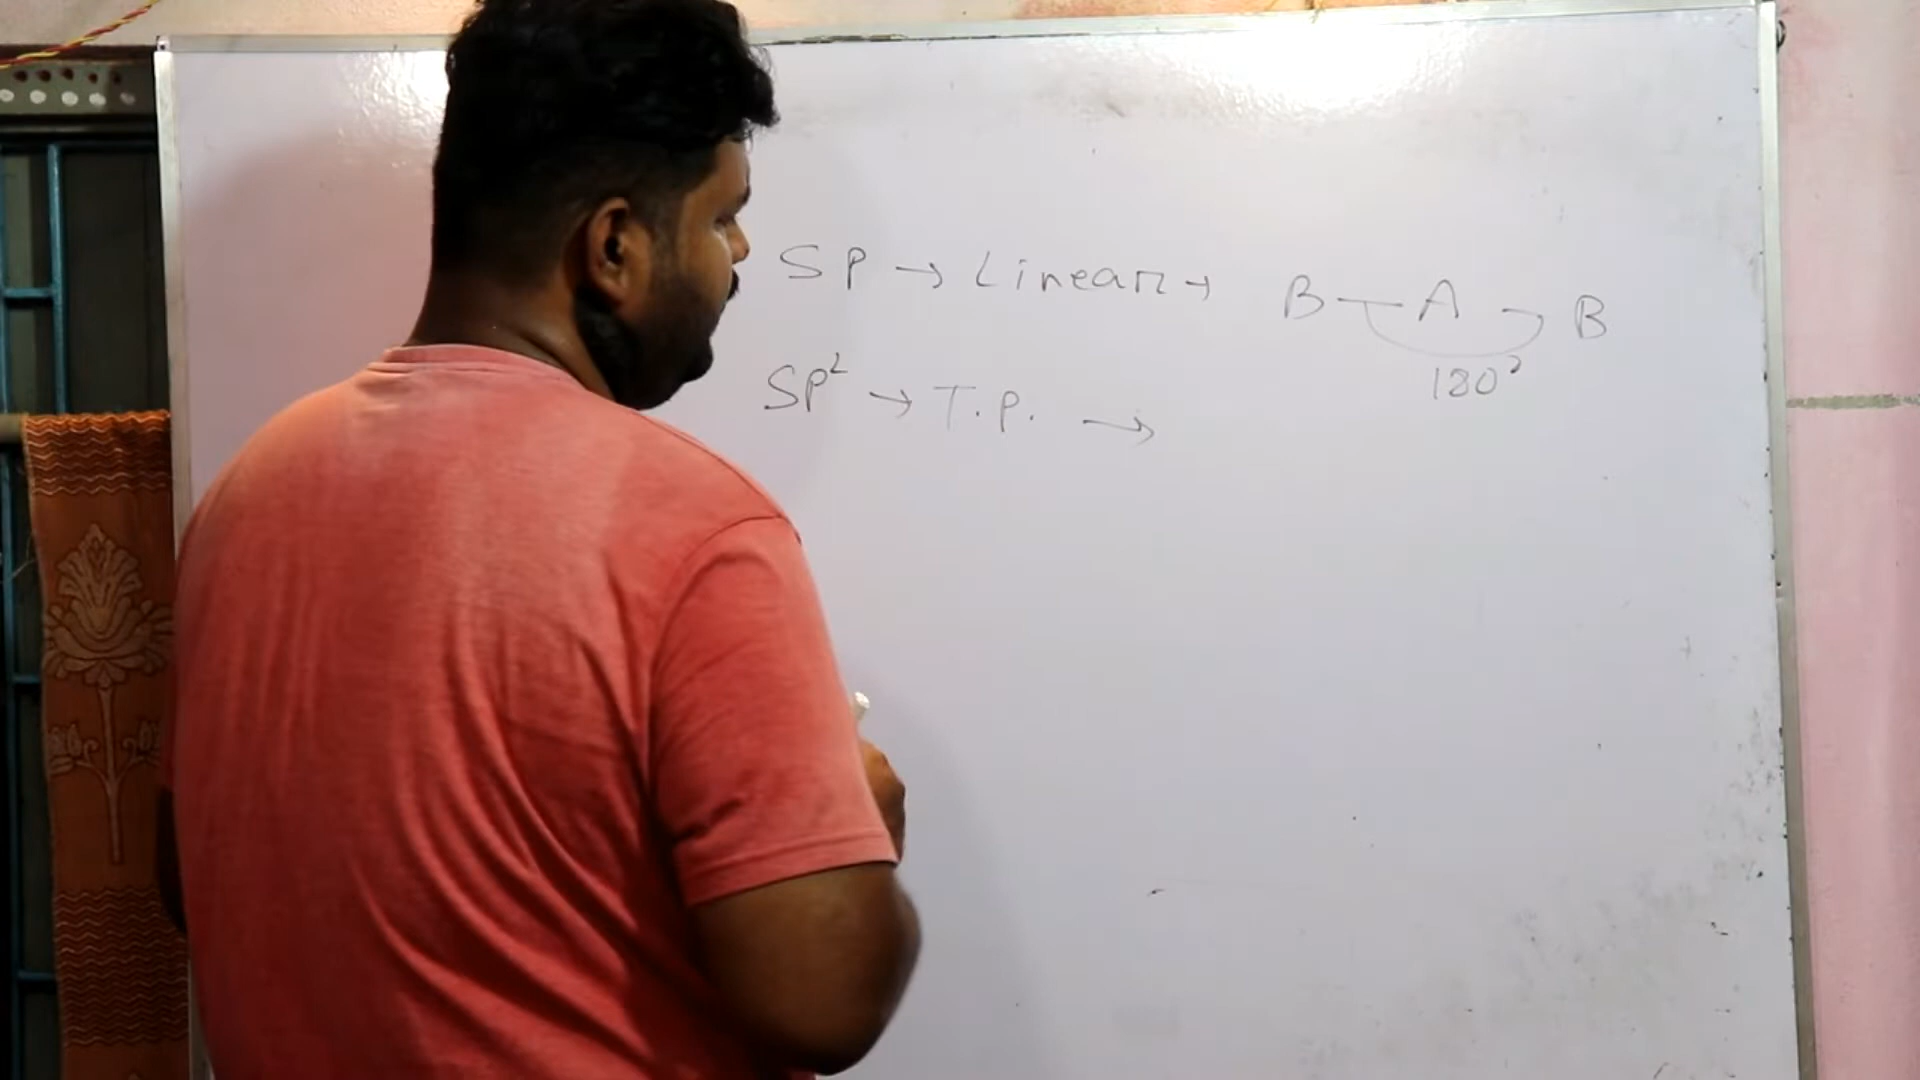 SP → Linear → B — A — B
180°
SP² → T.P. →